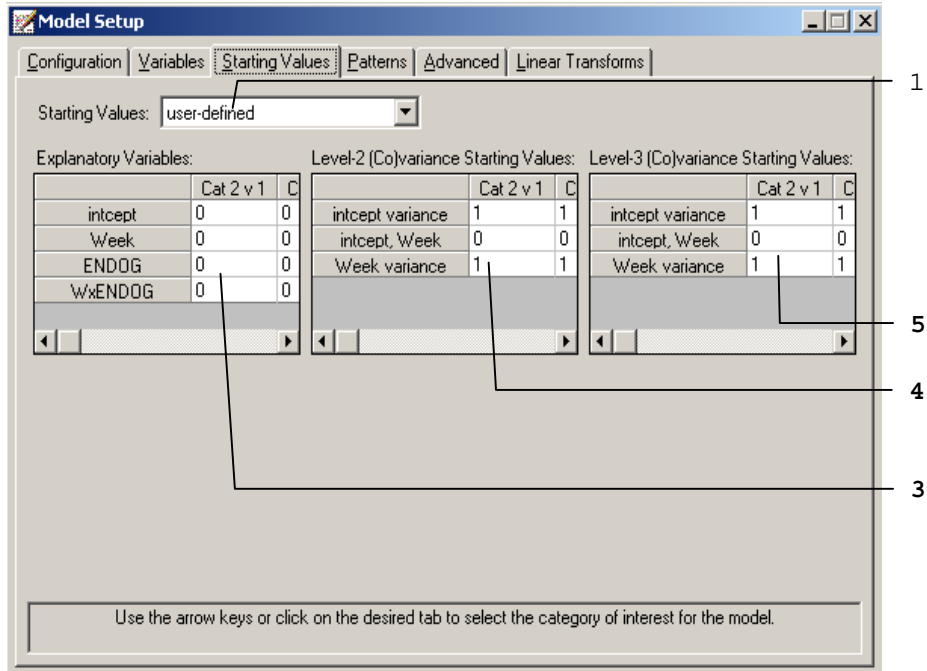 Model Setup
Configuration Variables Starting Values Patterns Advanced Linear Transforms
1
Starting Values: user-defined
Explanatory Variables: Level-2 (Co)variance Starting Values: Level-3 (Co)variance Starting Values:
Cat 2 v 1 C Cat 2 v 1 C Cat 2 v 1 C
intcept 0 0 intcept variance 1 1 intcept variance 1 1
Week 0 0 intcept, Week 0 0 intcept, Week 0 0
ENDOG 0 0 Week variance 1 1 Week variance 1 1
WxENDOG 0 0
5
4
3
Use the arrow keys or click on the desired tab to select the category of interest for the model.